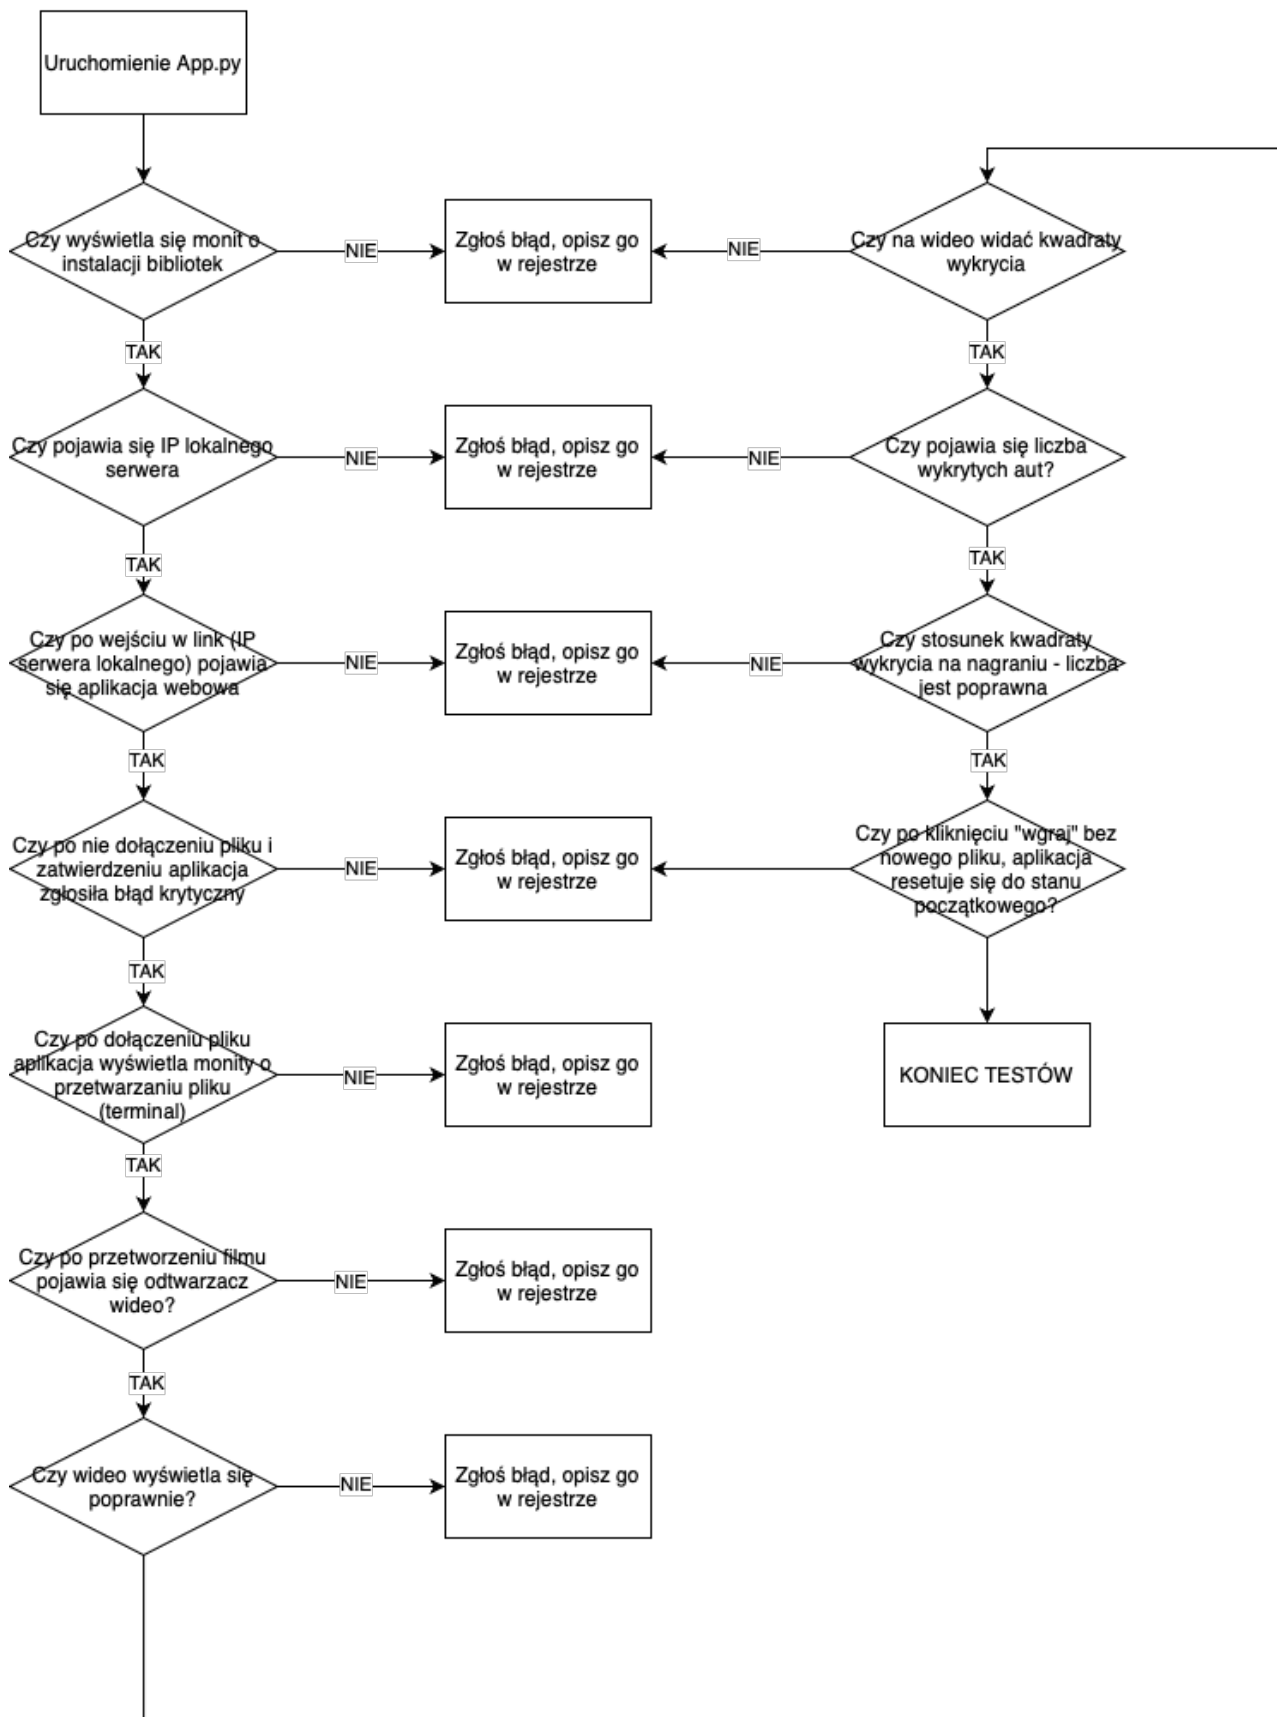 Uruchomienie App.py
Czy wyświetla się monit o
instalacji bibliotek
NIE
Zgłoś błąd, opisz go
w rejestrze
NIE
Czy na wideo widać kwadraty
wykrycia
TAK
TAK
Czy pojawia się IP lokalnego
serwera
NIE
Zgłoś błąd, opisz go
w rejestrze
NIE
Czy pojawia się liczba
wykrytych aut?
TAK
TAK
Czy po wejściu w link (IP
serwera lokalnego) pojawia
się aplikacja webowa
NIE
Zgłoś błąd, opisz go
w rejestrze
NIE
Czy stosunek kwadraty
wykrycia na nagraniu - liczba
jest poprawna
TAK
TAK
Czy po nie dołączeniu pliku i
zatwierdzeniu aplikacja
zgłosiła błąd krytyczny
NIE
Zgłoś błąd, opisz go
w rejestrze
Czy po kliknięciu "wgraj" bez
nowego pliku, aplikacja
resetuje się do stanu
początkowego?
TAK
Czy po dołączeniu pliku
aplikacja wyświetla monity o
przetwarzaniu pliku
(terminal)
NIE
Zgłoś błąd, opisz go
w rejestrze
KONIEC TESTÓW
TAK
Czy po przetworzeniu filmu
pojawia się odtwarzacz
wideo?
NIE
Zgłoś błąd, opisz go
w rejestrze
TAK
Czy wideo wyświetla się
poprawnie?
NIE
Zgłoś błąd, opisz go
w rejestrze